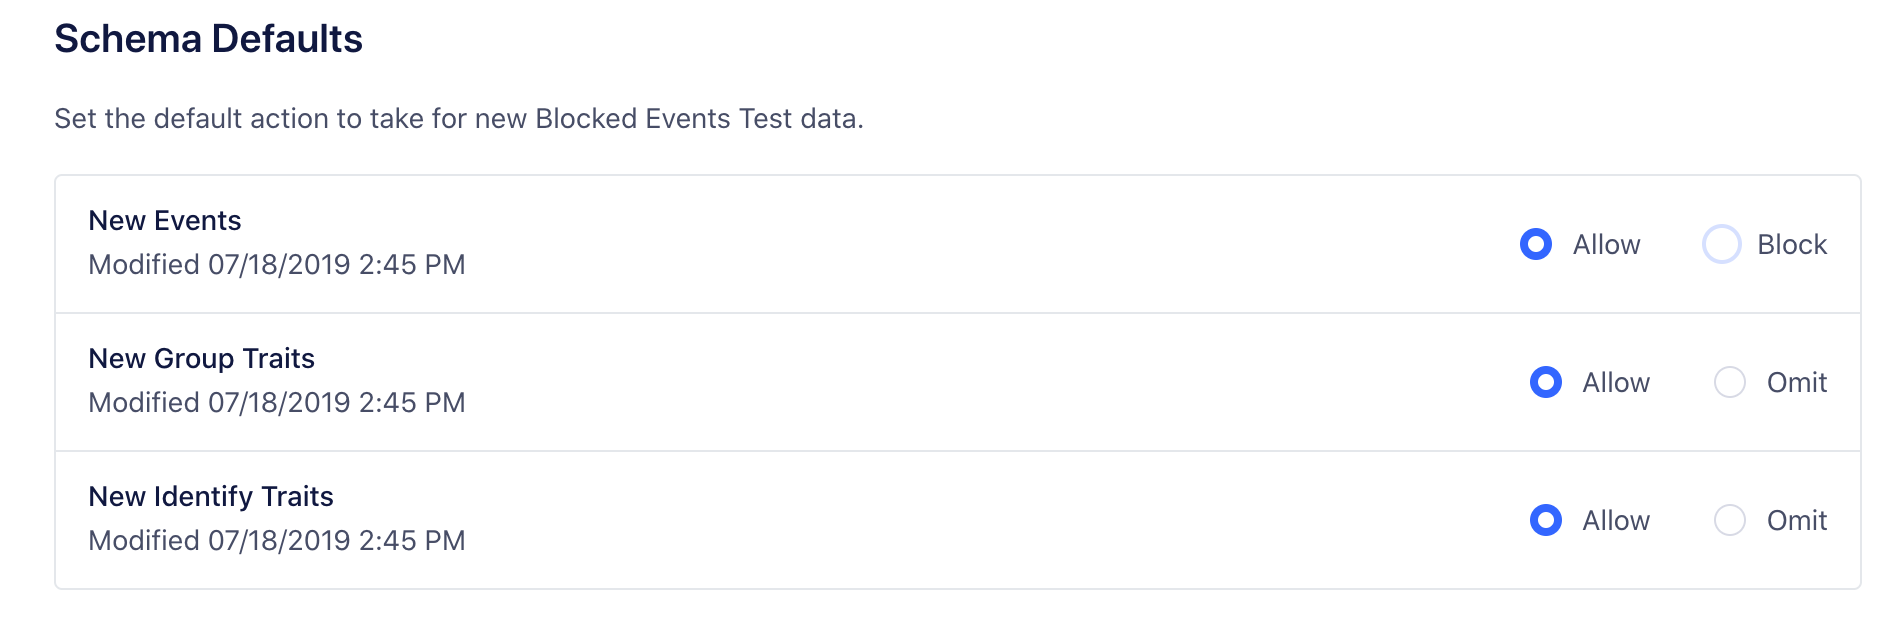 Schema Defaults
Set the default action to take for new Blocked Events Test data.
New Events
Modified 07/18/2019 2:45 PM
Allow
Block
New Group Traits
Modified 07/18/2019 2:45 PM
Allow
Omit
New Identify Traits
Modified 07/18/2019 2:45 PM
Allow
Omit